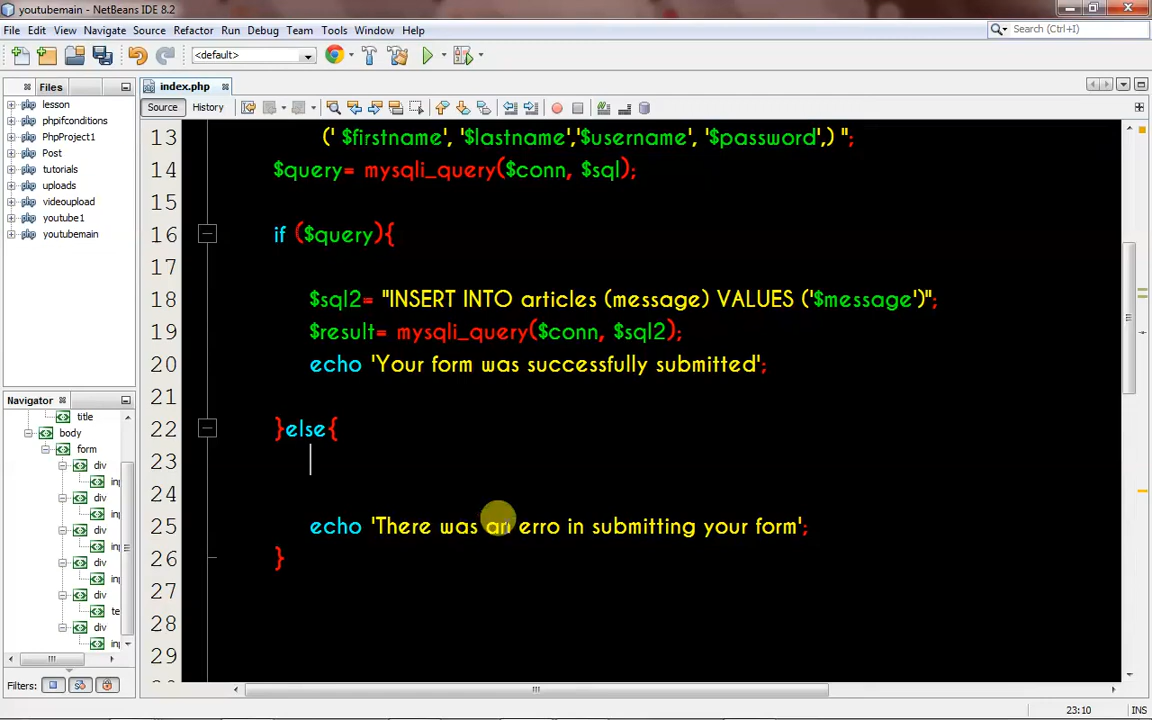 youtubemain - NetBeans IDE 8.2
File Edit View Navigate Source Refactor Run Debug Team Tools Window Help
Search (Ctrl+I)
<default>
Files
index.php
Source History
lesson
phpifconditions
PhpProject1
Post
tutorials
uploads
videoupload
youtube1
youtubemain
Navigator
title
body
form
div
in
div
in
div
in
div
te
div
in
Filters:
13 (' $firstname', '$lastname','$username', '$password',) ";
14 $query= mysqli_query($conn, $sql);
15
16 if ($query){
17
18 $sql2= "INSERT INTO articles (message) VALUES ('$message')";
19 $result= mysqli_query($conn, $sql2);
20 echo 'Your form was successfully submitted';
21
22 }else{
23
24
25 echo 'There was an erro in submitting your form';
26 }
27
28
29
23:10 INS